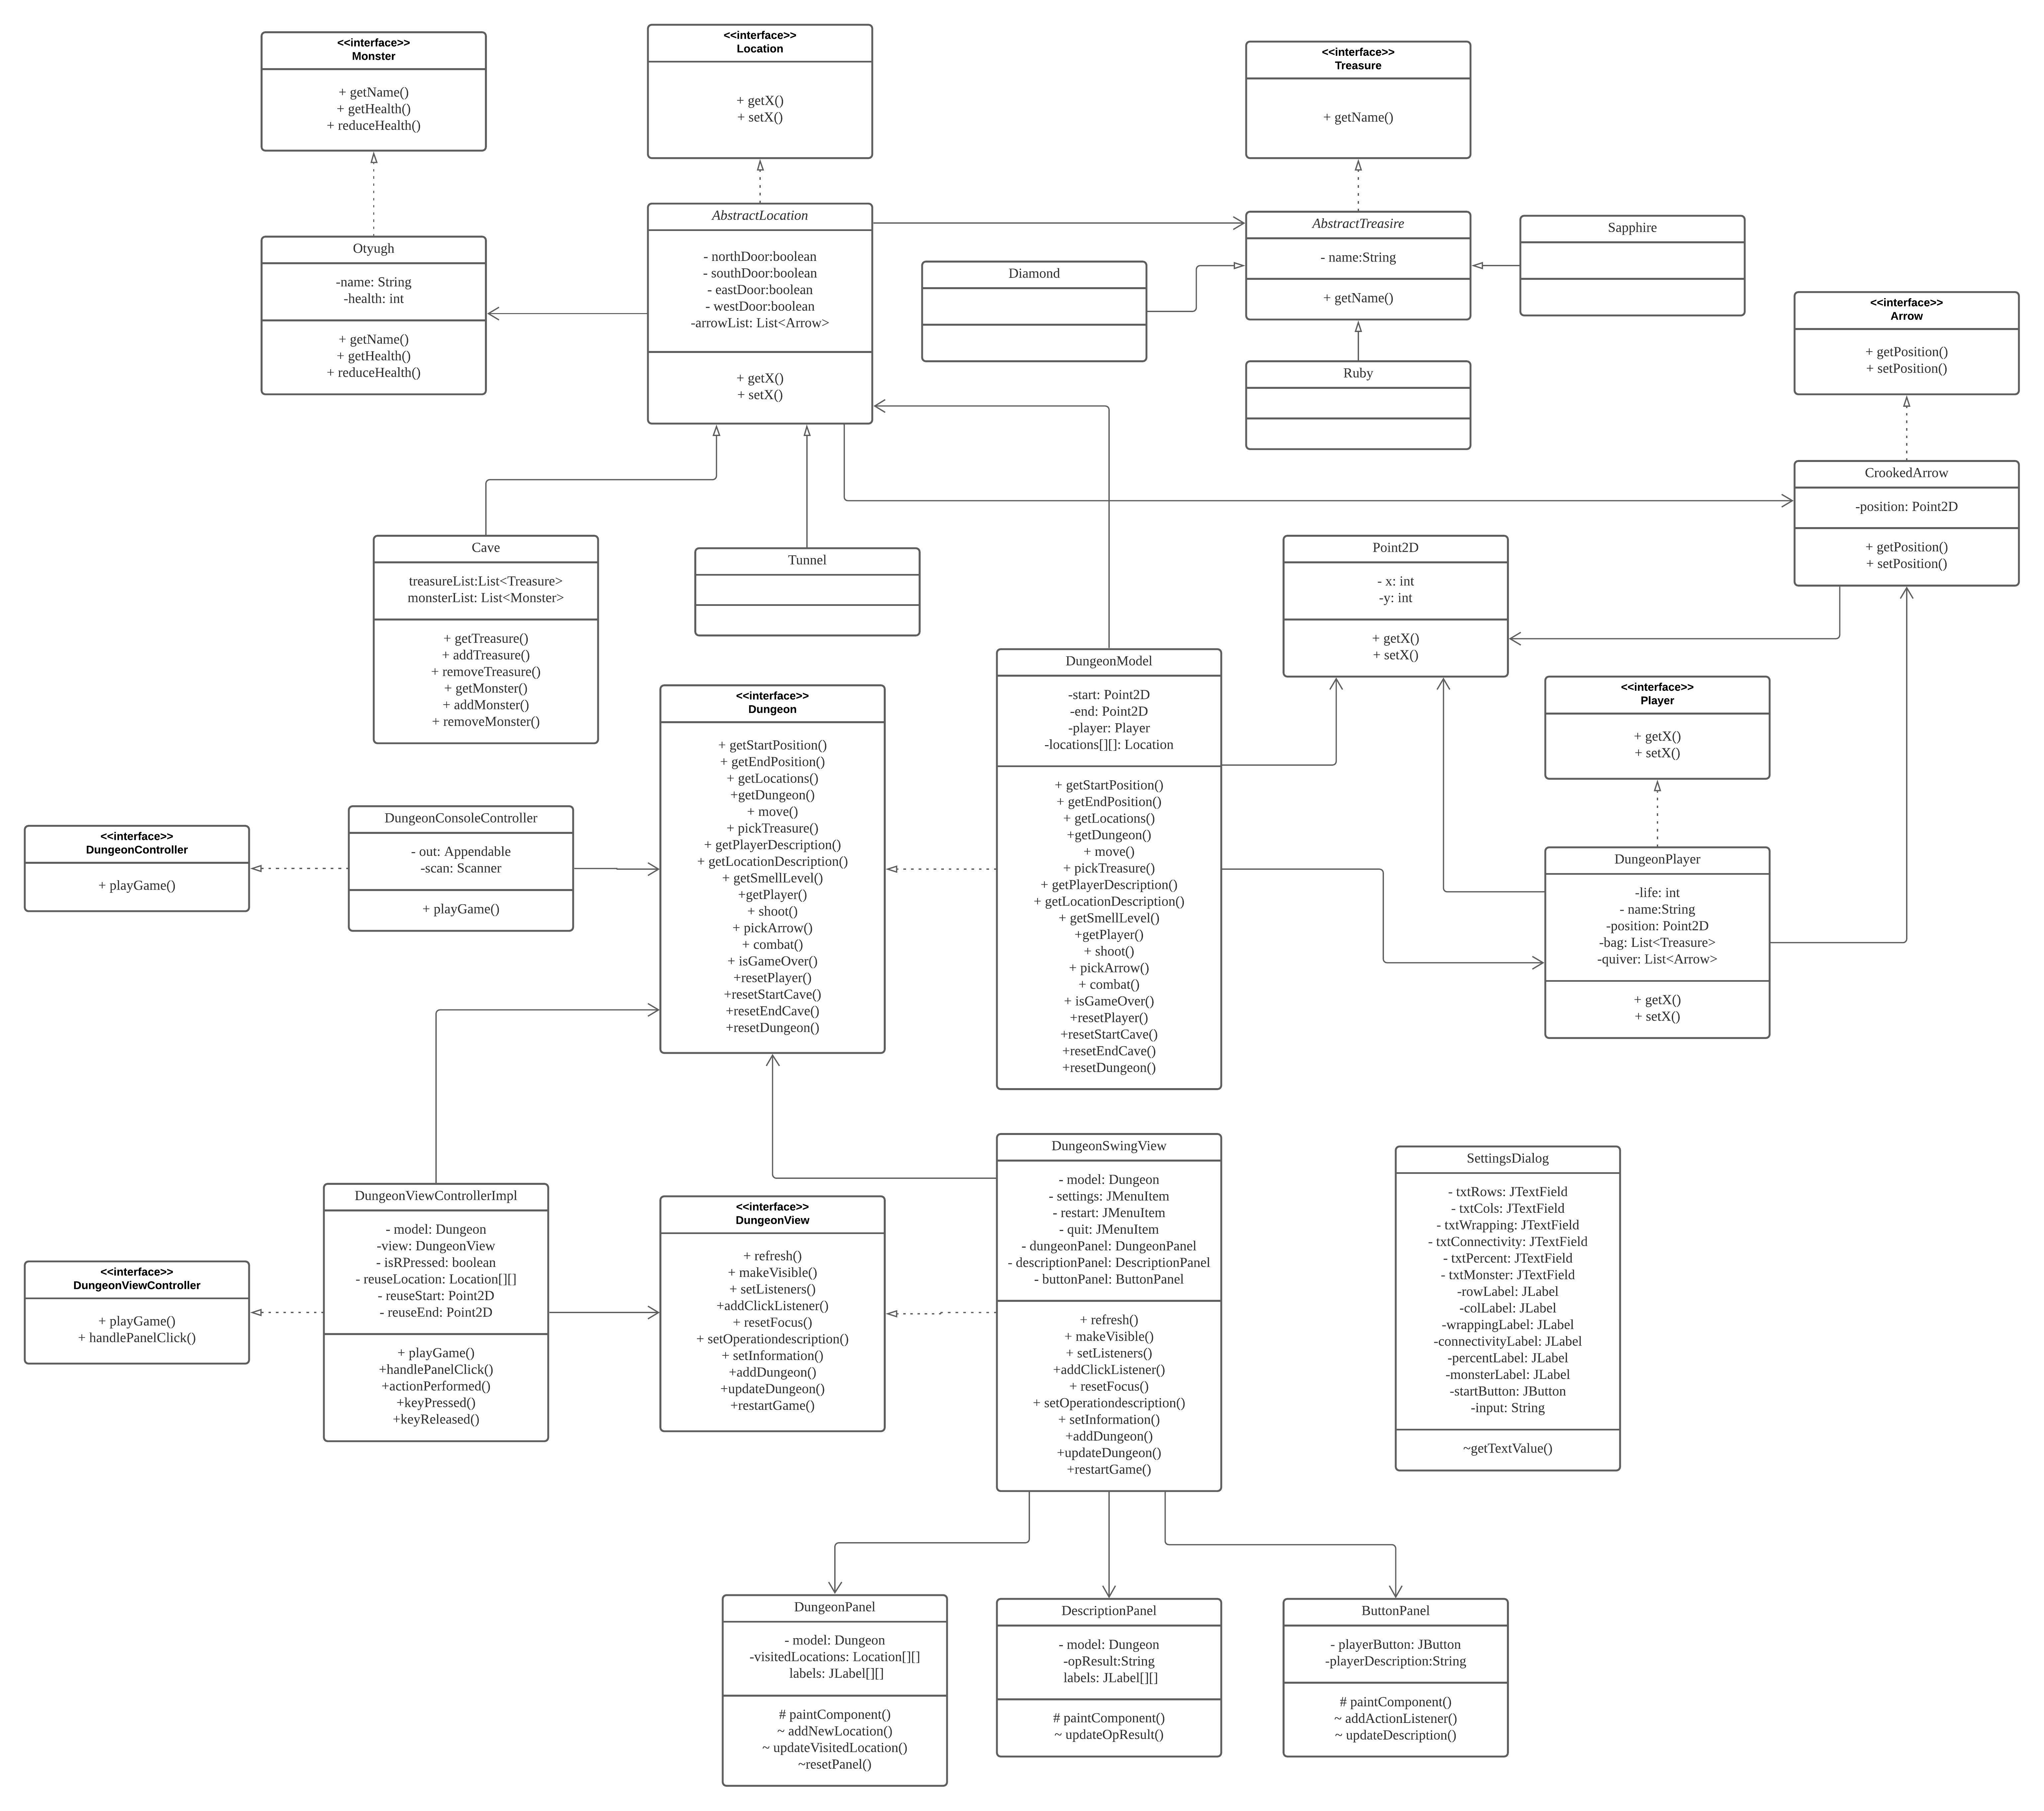 <<interface>>
Monster
+ getName()
+ getHealth()
+ reduceHealth()
<<interface>>
Location
+ getX()
+ setX()
<<interface>>
Treasure
+ getName()
Otyugh
-name: String
-health: int
+ getName()
+ getHealth()
+ reduceHealth()
AbstractLocation
- northDoor:boolean
- southDoor:boolean
- eastDoor:boolean
- westDoor:boolean
-arrowList: List<Arrow>
+ getX()
+ setX()
Diamond
AbstractTreasire
- name:String
+ getName()
Sapphire
Ruby
<<interface>>
Arrow
+ getPosition()
+ setPosition()
CrookedArrow
-position: Point2D
+ getPosition()
+ setPosition()
Cave
treasureList:List<Treasure>
monsterList: List<Monster>
+ getTreasure()
+ addTreasure()
+ removeTreasure()
+ getMonster()
+ addMonster()
+ removeMonster()
Tunnel
Point2D
- x: int
-y: int
+ getX()
+ setX()
<<interface>>
Dungeon
+ getStartPosition()
+ getEndPosition()
+ getLocations()
+getDungeon()
+ move()
+ pickTreasure()
+ getPlayerDescription()
+ getLocationDescription()
+ getSmellLevel()
+getPlayer()
+ shoot()
+ pickArrow()
+ combat()
+ isGameOver()
+resetPlayer()
+resetStartCave()
+resetEndCave()
+resetDungeon()
DungeonModel
-start: Point2D
-end: Point2D
-player: Player
-locations[][]: Location
+ getStartPosition()
+ getEndPosition()
+ getLocations()
+getDungeon()
+ move()
+ pickTreasure()
+ getPlayerDescription()
+ getLocationDescription()
+ getSmellLevel()
+getPlayer()
+ shoot()
+ pickArrow()
+ combat()
+ isGameOver()
+resetPlayer()
+resetStartCave()
+resetEndCave()
+resetDungeon()
<<interface>>
Player
+ getX()
+ setX()
DungeonPlayer
-life: int
- name:String
-position: Point2D
-bag: List<Treasure>
-quiver: List<Arrow>
+ getX()
+ setX()
<<interface>>
DungeonController
+ playGame()
DungeonConsoleController
- out: Appendable
-scan: Scanner
+ playGame()
<<interface>>
DungeonViewController
+ playGame()
+ handlePanelClick()
DungeonViewControllerImpl
- model: Dungeon
-view: DungeonView
- isRPressed: boolean
- reuseLocation: Location[][]
- reuseStart: Point2D
- reuseEnd: Point2D
+ playGame()
+handlePanelClick()
+actionPerformed()
+keyPressed()
+keyReleased()
<<interface>>
DungeonView
+ refresh()
+ makeVisible()
+ setListeners()
+addClickListener()
+ resetFocus()
+ setOperationdescription()
+ setInformation()
+addDungeon()
+updateDungeon()
+restartGame()
DungeonSwingView
- model: Dungeon
- settings: JMenuItem
- restart: JMenuItem
- quit: JMenuItem
- dungeonPanel: DungeonPanel
- descriptionPanel: DescriptionPanel
- buttonPanel: ButtonPanel
+ refresh()
+ makeVisible()
+ setListeners()
+addClickListener()
+ resetFocus()
+ setOperationdescription()
+ setInformation()
+addDungeon()
+updateDungeon()
+restartGame()
SettingsDialog
- txtRows: JTextField
- txtCols: JTextField
- txtWrapping: JTextField
- txtConnectivity: JTextField
- txtPercent: JTextField
- txtMonster: JTextField
-rowLabel: JLabel
-colLabel: JLabel
-wrappingLabel: JLabel
-connectivityLabel: JLabel
-percentLabel: JLabel
-monsterLabel: JLabel
-startButton: JButton
-input: String
~getTextValue()
DungeonPanel
- model: Dungeon
-visitedLocations: Location[][]
labels: JLabel[][]
# paintComponent()
~ addNewLocation()
~ updateVisitedLocation()
~resetPanel()
DescriptionPanel
- model: Dungeon
-opResult:String
labels: JLabel[][]
# paintComponent()
~ updateOpResult()
ButtonPanel
- playerButton: JButton
-playerDescription:String
# paintComponent()
~ addActionListener()
~ updateDescription()